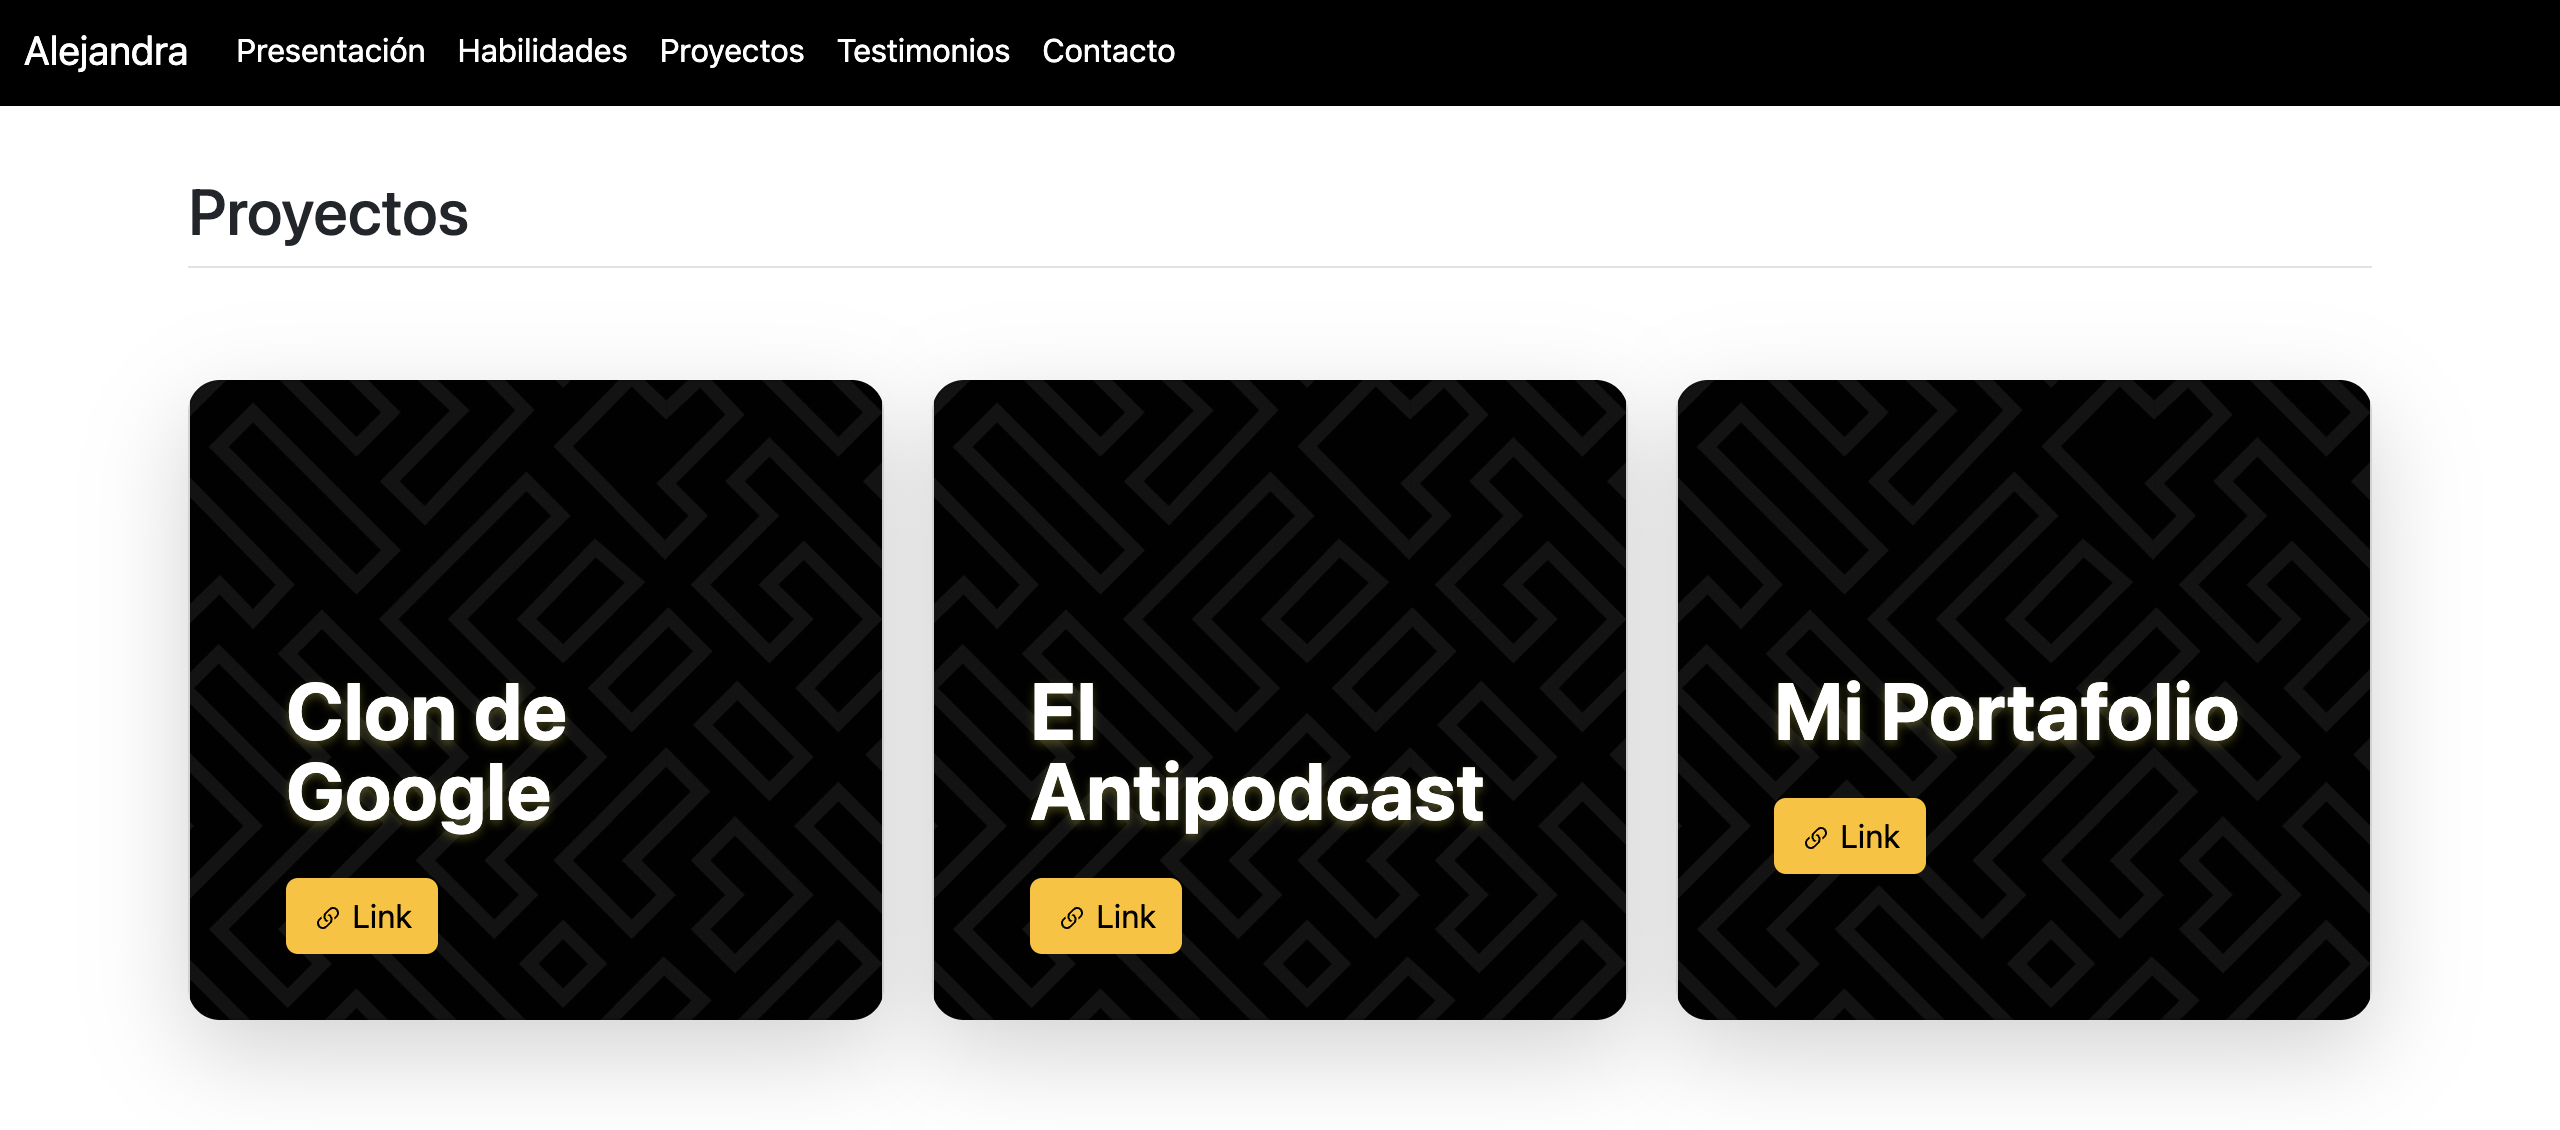 Alejandra Presentación Habilidades Proyectos Testimonios Contacto
Proyectos
Clon de
Google
Link
El
Antipodcast
Link
Mi Portafolio
Link